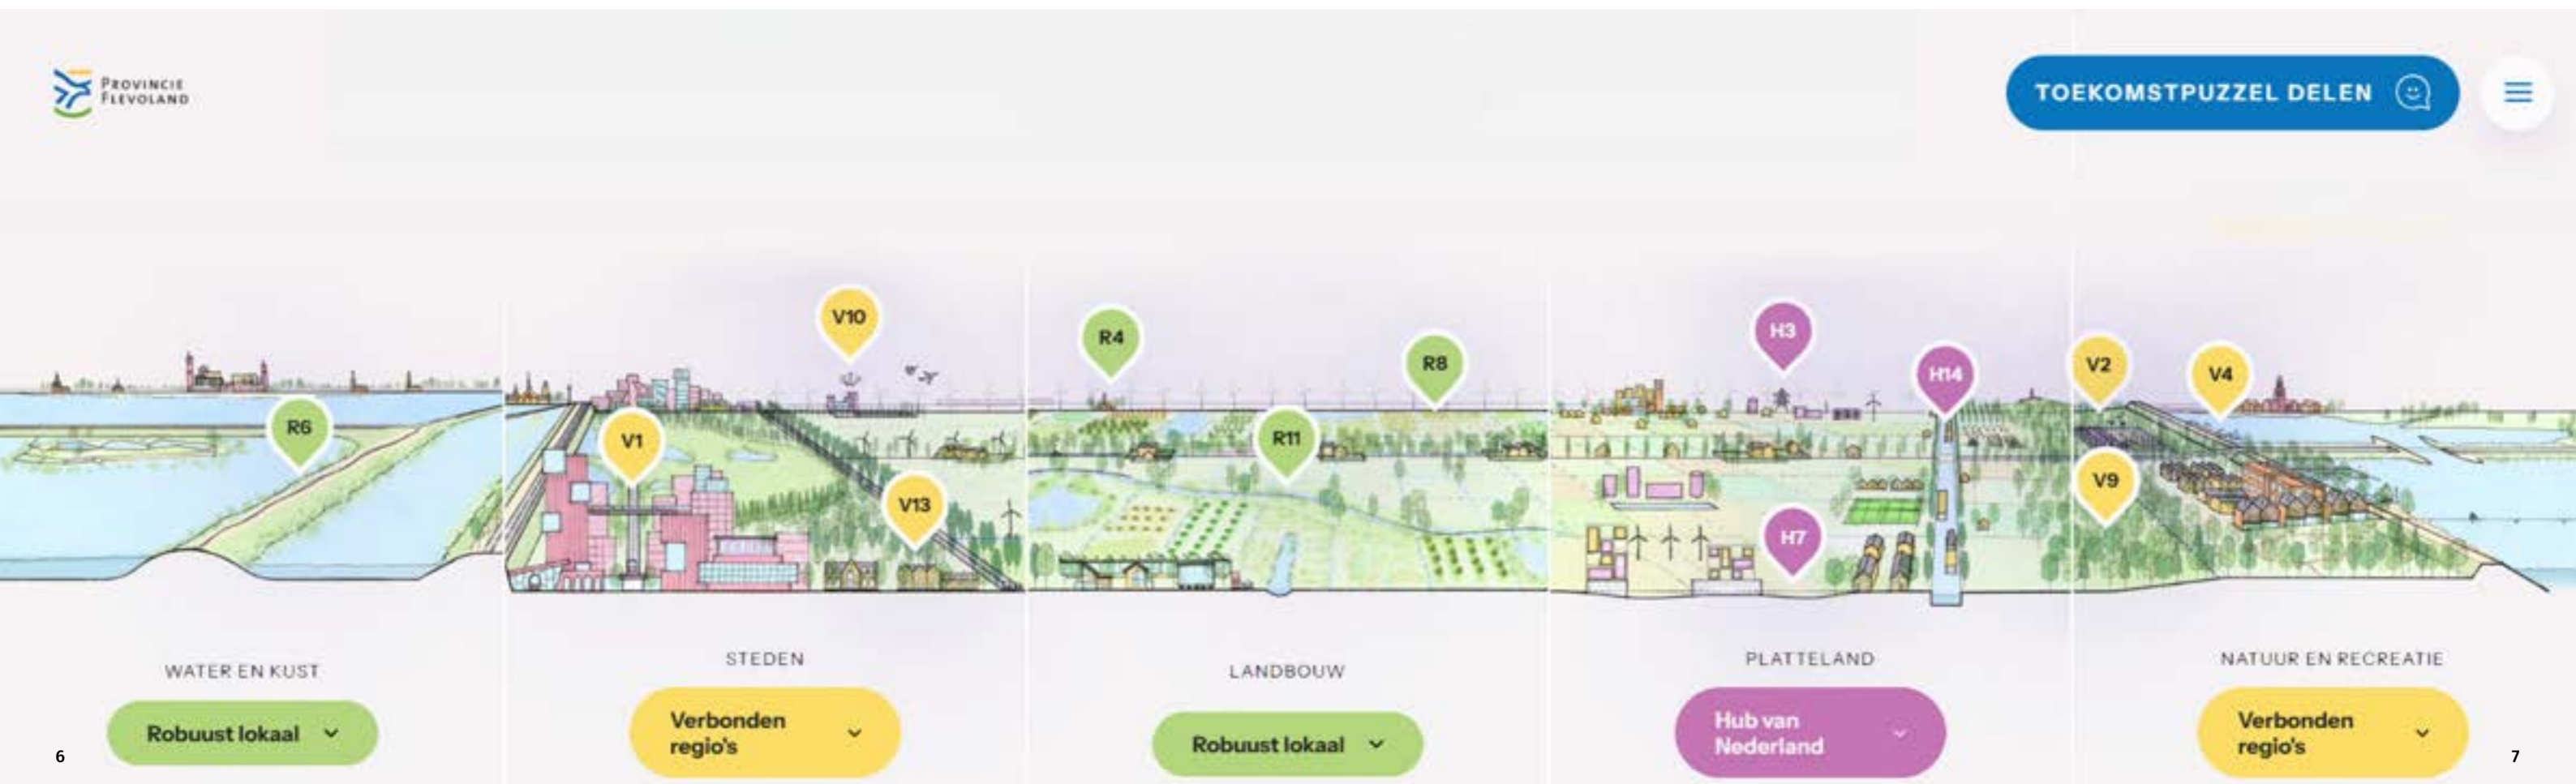 PROVINCIE
FLEVOLAND
TOEKOMSTPUZZEL DELEN
R6
V10
V1
V13
R4
R8
R11
H3
H14
H7
V2
V4
V9
WATER EN KUST
STEDEN
LANDBOUW
PLATTELAND
NATUUR EN RECREATIE
Robuust lokaal
Verbonden
regio's
Robuust lokaal
Hub van
Nederland
Verbonden
regio's
6
7